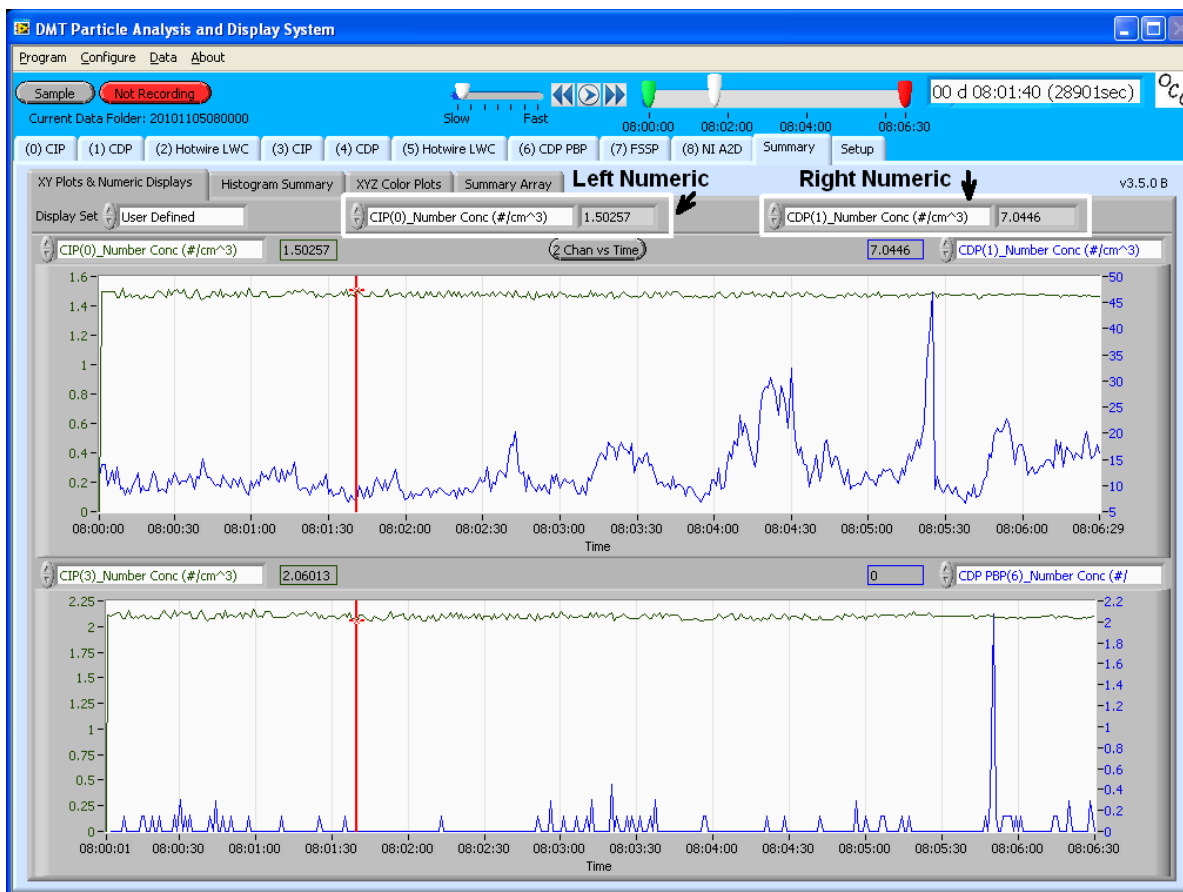 DMT Particle Analysis and Display System
Program Configure Data About
Sample Not Recording
00 d 08:01:40 (28901sec)
Current Data Folder: 20101105080000
Slow Fast
08:00:00 08:02:00 08:04:00 08:06:30
(0) CIP (1) CDP (2) Hotwire LWC (3) CIP (4) CDP (5) Hotwire LWC (6) CDP PBP (7) FSSP (8) NI A2D Summary Setup
XY Plots & Numeric Displays Histogram Summary XYZ Color Plots Summary Array Left Numeric Right Numeric v3.5.0 B
Display Set User Defined CIP(0)_Number Conc (#/cm^3) 1.50257 CDP(1)_Number Conc (#/cm^3) 7.0446
CIP(0)_Number Conc (#/cm^3) 1.50257 2 Chan vs Time 7.0446 CDP(1)_Number Conc (#/cm^3)
1.6
1.4
1.2
1
0.8
0.6
0.4
0.2
0
50
45
40
35
30
25
20
15
10
5
08:00:00 08:00:30 08:01:00 08:01:30 08:02:00 08:02:30 08:03:00 08:03:30 08:04:00 08:04:30 08:05:00 08:05:30 08:06:00 08:06:29
Time
CIP(3)_Number Conc (#/cm^3) 2.06013 0 CDP PBP(6)_Number Conc (#/
2.25
2
1.75
1.5
1.25
1
0.75
0.5
0.25
0
2.2
2
1.8
1.6
1.4
1.2
1
0.8
0.6
0.4
0.2
0
08:00:01 08:00:30 08:01:00 08:01:30 08:02:00 08:02:30 08:03:00 08:03:30 08:04:00 08:04:30 08:05:00 08:05:30 08:06:00 08:06:30
Time